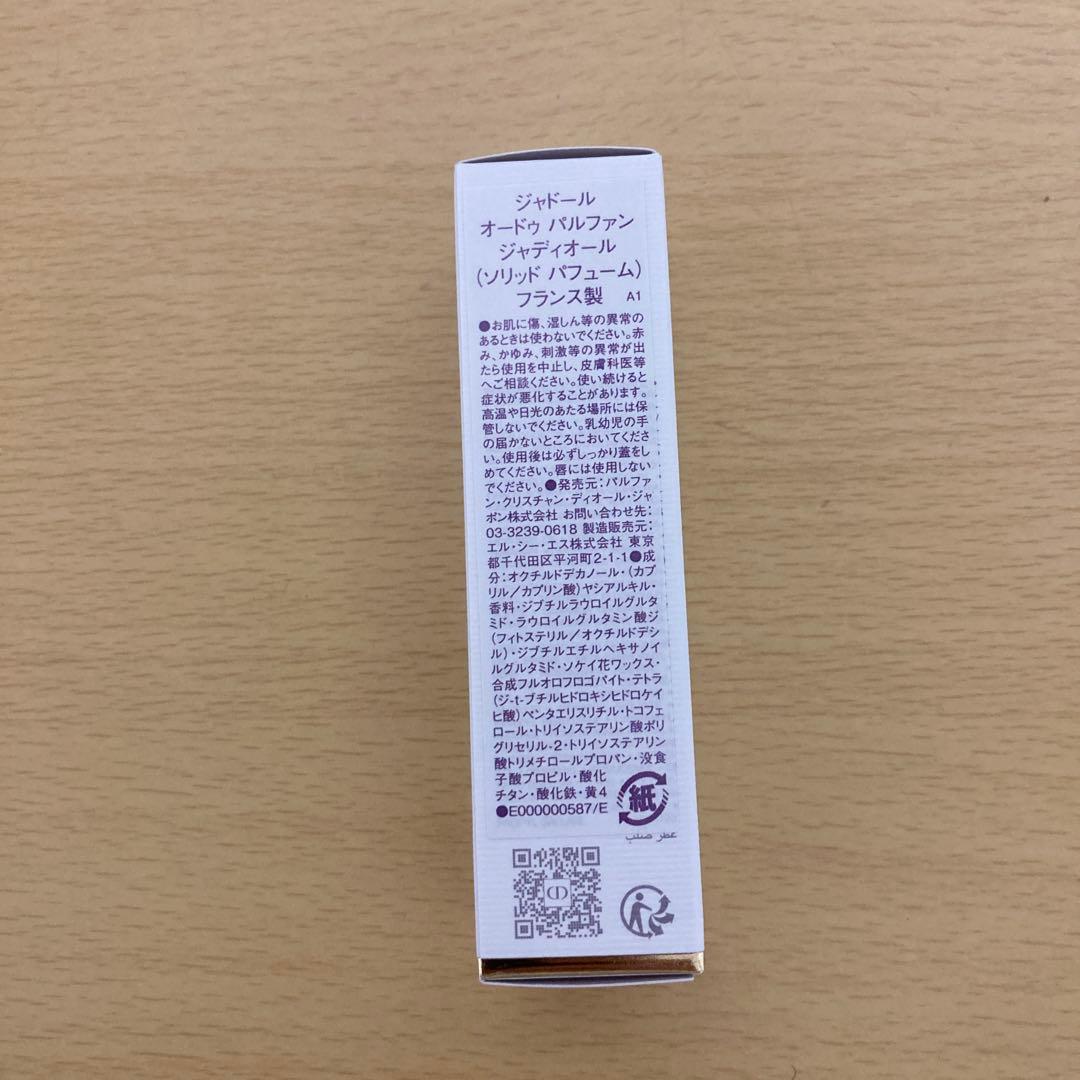 ジャドール
オードゥ パルファン
ジャディオール
(ソリッド パフューム)
フランス製 A1
●お肌に傷、湿しん等の異常の
あるときは使わないでください。赤
み、かゆみ、刺激等の異常が出
たら使用を中止し、皮膚科医等
へご相談ください。使い続けると
症状が悪化することがあります。
高温や日光のあたる場所には保
管しないでください。乳幼児の手
の届かないところにおいてくださ
い。使用後は必ずしっかり蓋をし
めてください。唇には使用しない
でください。●発売元:パルファ
ン・クリスチャン・ディオール・ジャ
ポン株式会社 お問い合わせ先:
03-3239-0618 製造販売元:
エル・シー・エス株式会社 東京
都千代田区平河町2-1-1●成
分:オクチルドデカノール・(カプ
リル/カプリン酸)ヤシアルキル・
香料・ジブチルラウロイルグルタ
ミド・ラウロイルグルタミン酸ジ
(フィトステリル/オクチルドデシ
ル)・ジブチルエチルヘキサノイ
ルグルタミド・ソケイ花ワックス・
合成フルオロフロゴパイト・テトラ
(ジ-t-ブチルヒドロキシヒドロケイ
ヒ酸)ペンタエリスリチル・トコフェ
ロール・トリイソステアリン酸ポリ
グリセリル-2・トリイソステアリン
酸トリメチロールプロパン・没食
子酸プロピル・酸化
チタン・酸化鉄・黄4
●E000000587/E
紙
عطر صلب
CD